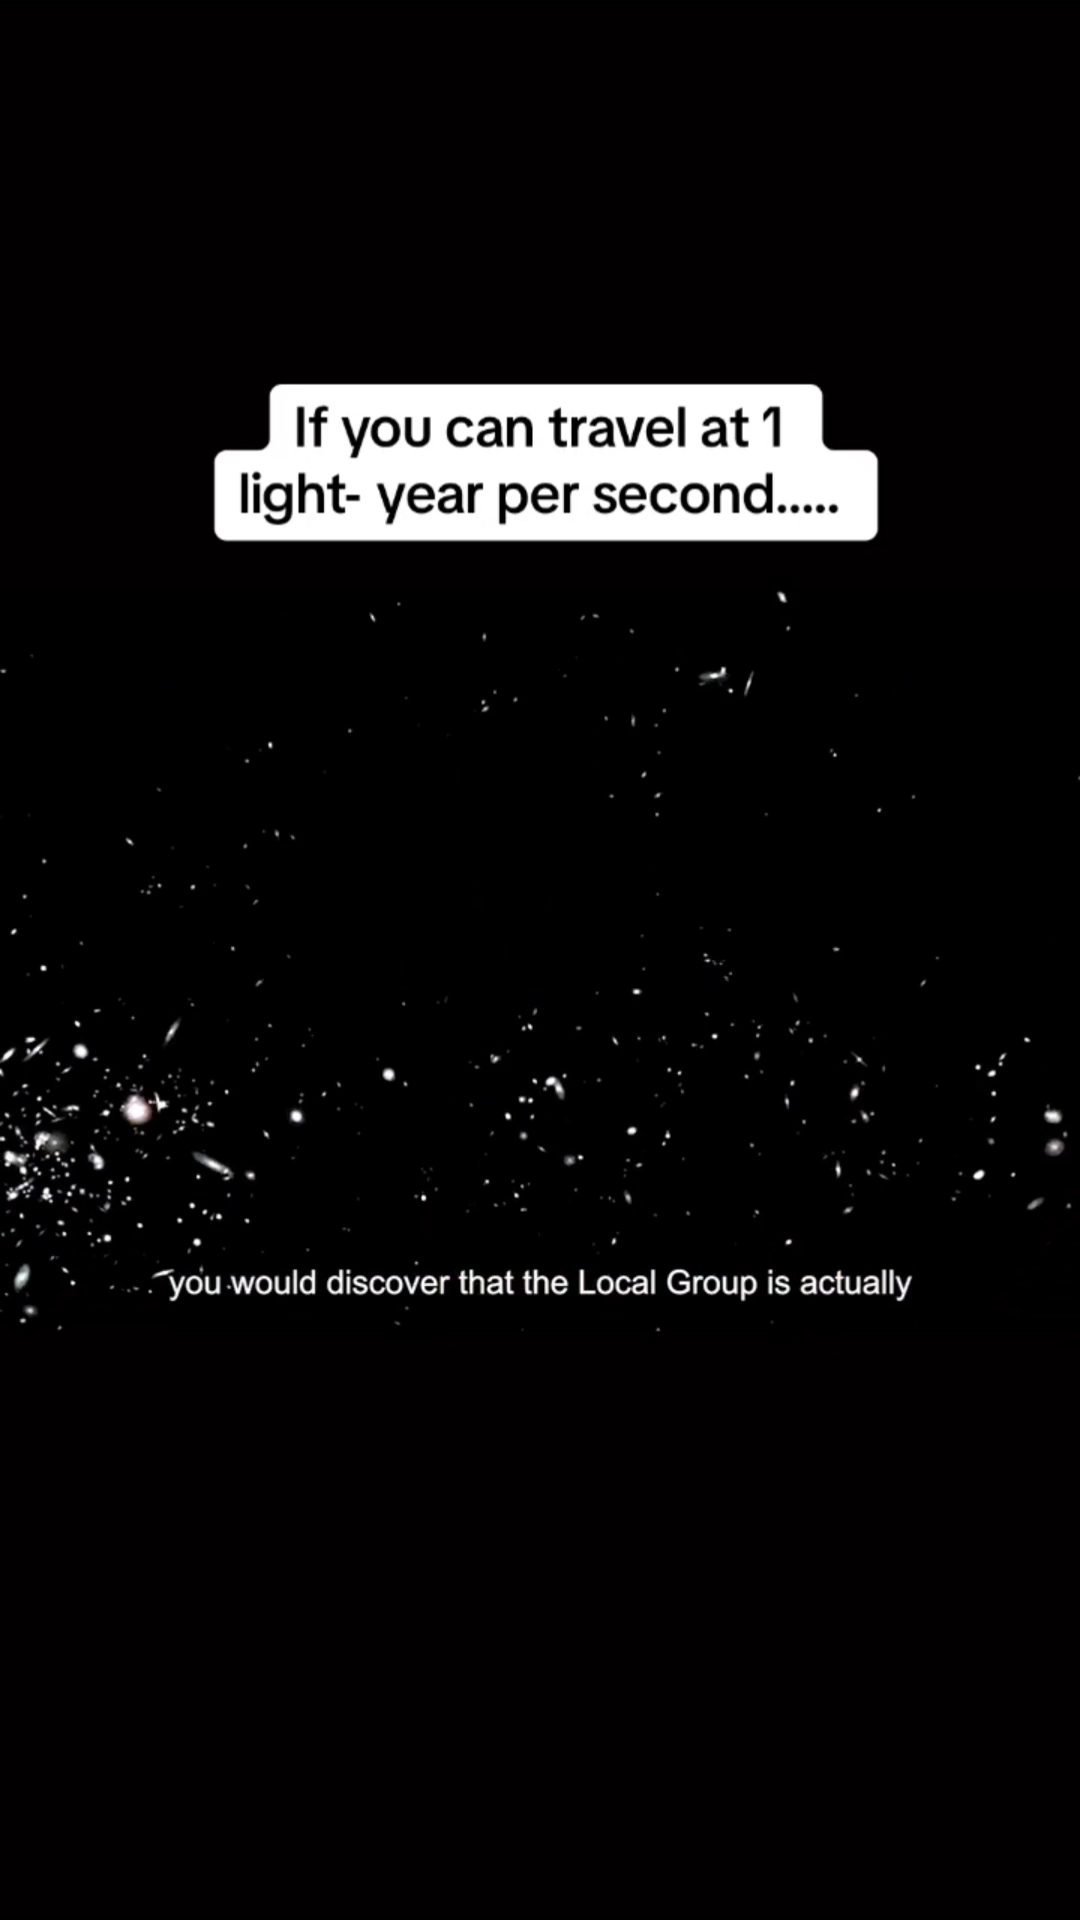 If you can travel at 1
light- year per second.....
you would discover that the Local Group is actually